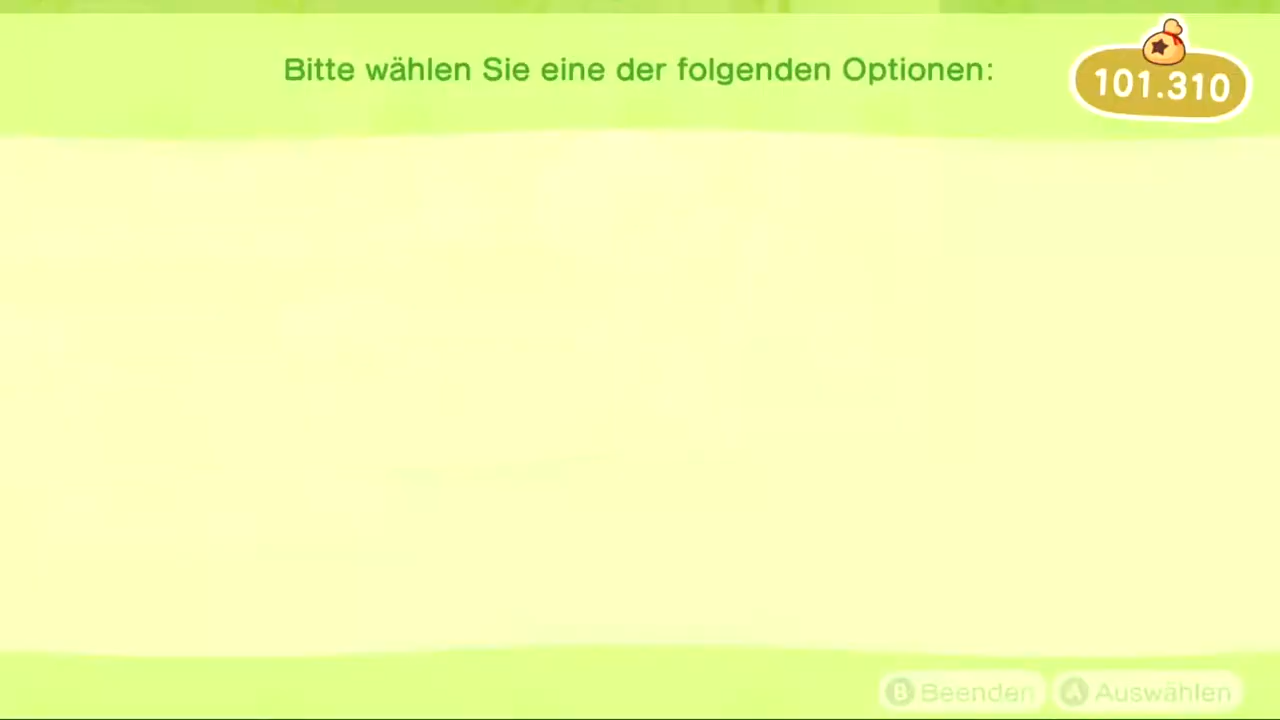 Bitte wählen Sie eine der folgenden Optionen:
101.310
B Beenden A Auswählen